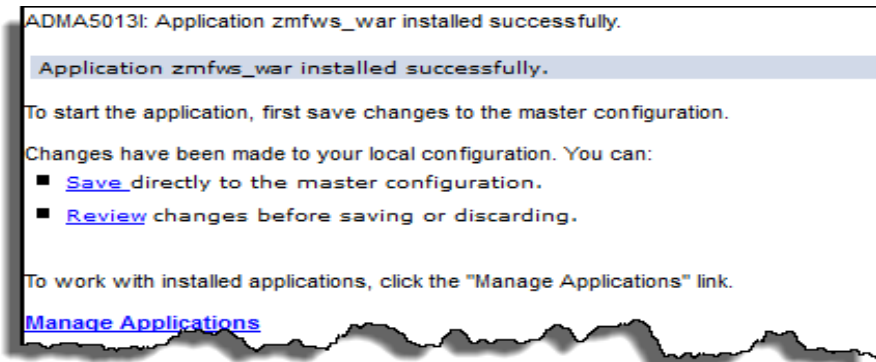 ADMA5013I: Application zmfws_war installed successfully.
Application zmfws_war installed successfully.
To start the application, first save changes to the master configuration.
Changes have been made to your local configuration. You can:
Save directly to the master configuration.
Review changes before saving or discarding.
To work with installed applications, click the "Manage Applications" link.
Manage Applications